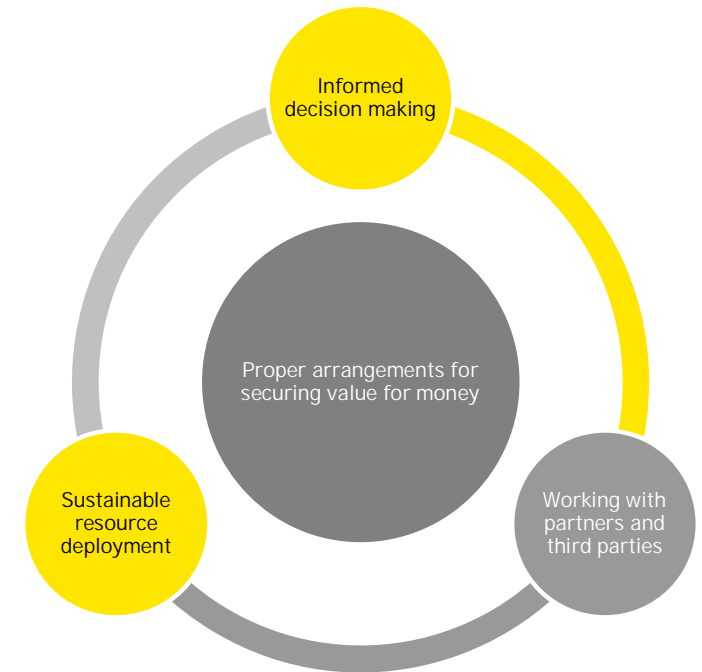 Informed
decision making
Proper arrangements for
securing value for money
Sustainable
resource
deployment
Working with
partners and
third parties